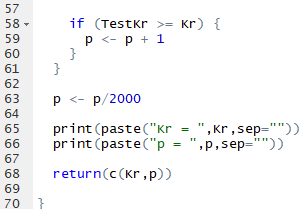 57
58 if (TestKr >= Kr) {
59 p <- p + 1
60 }
61 }
62
63 p <- p/2000
64
65 print(paste("Kr = ",Kr,sep=""))
66 print(paste("p = ",p,sep=""))
67
68 return(c(Kr,p))
69
70 }